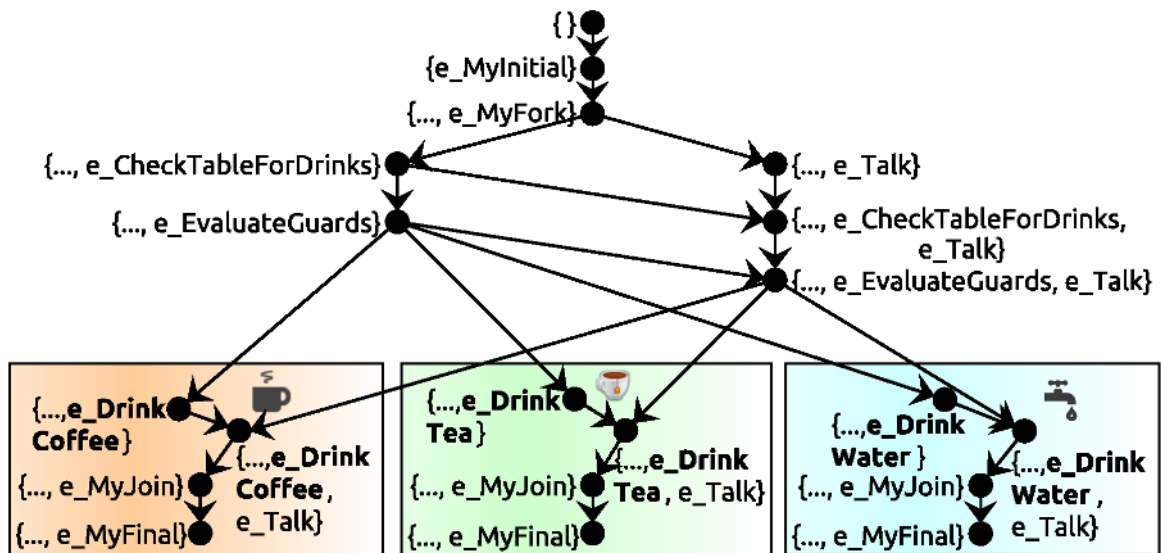 { }
{e_MyInitial}
{..., e_MyFork}
{..., e_CheckTableForDrinks}
{..., e_Talk}
{..., e_EvaluateGuards}
{..., e_CheckTableForDrinks,
e_Talk}
{..., e_EvaluateGuards, e_Talk}
{...,e_Drink
Coffee}
{...,e_Drink
Coffee,
e_Talk}
{..., e_MyJoin}
{..., e_MyFinal}
{...,e_Drink
Tea}
{...,e_Drink
Tea, e_Talk}
{..., e_MyJoin}
{..., e_MyFinal}
{...,e_Drink
Water}
{...,e_Drink
Water,
e_Talk}
{..., e_MyJoin}
{..., e_MyFinal}